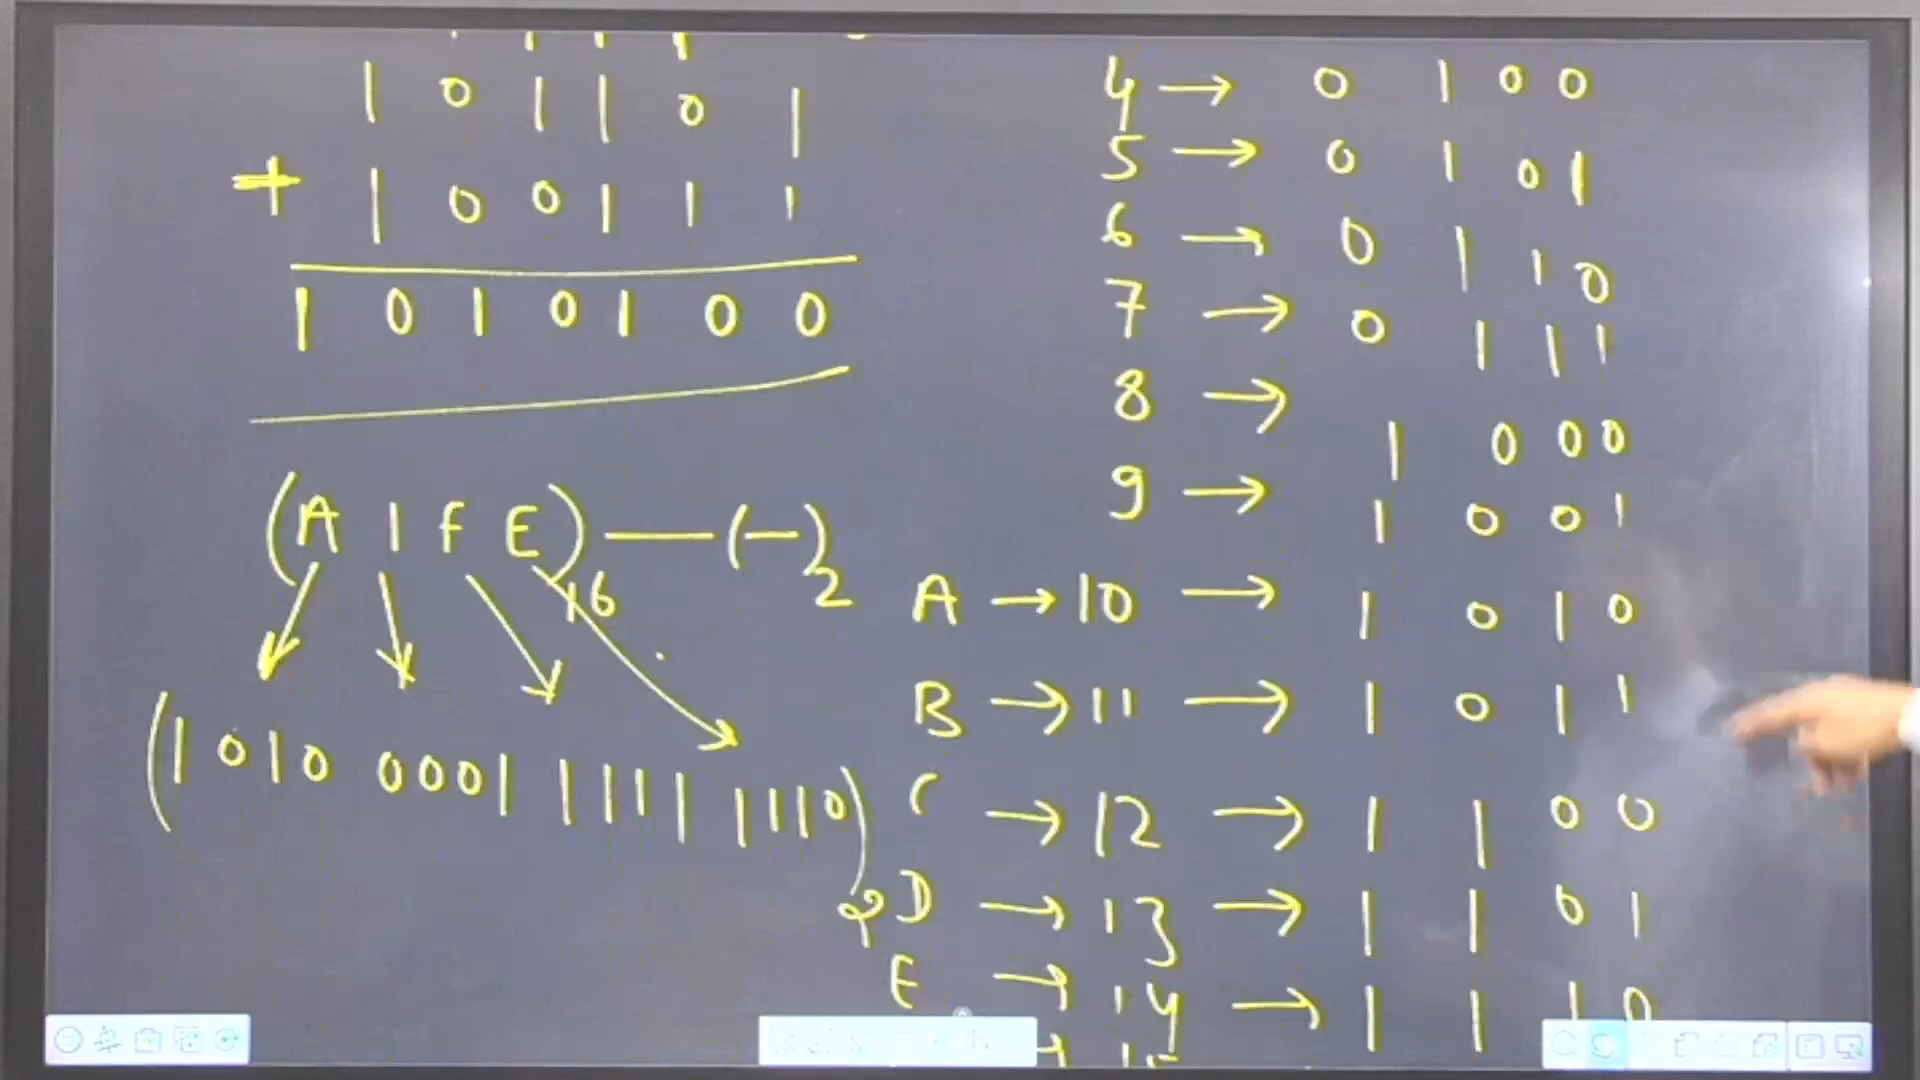 1 0 1 1 0 1
+ 1 0 0 1 1 1
1 0 1 0 1 0 0
(A 1 F E)16 — (—)2
(1010 0001 1111 1110)2
4 → 0 1 0 0
5 → 0 1 0 1
6 → 0 1 1 0
7 → 0 1 1 1
8 → 1 0 0 0
9 → 1 0 0 1
A → 10 → 1 0 1 0
B → 11 → 1 0 1 1
C → 12 → 1 1 0 0
D → 13 → 1 1 0 1
E → 14 → 1 1 1 0